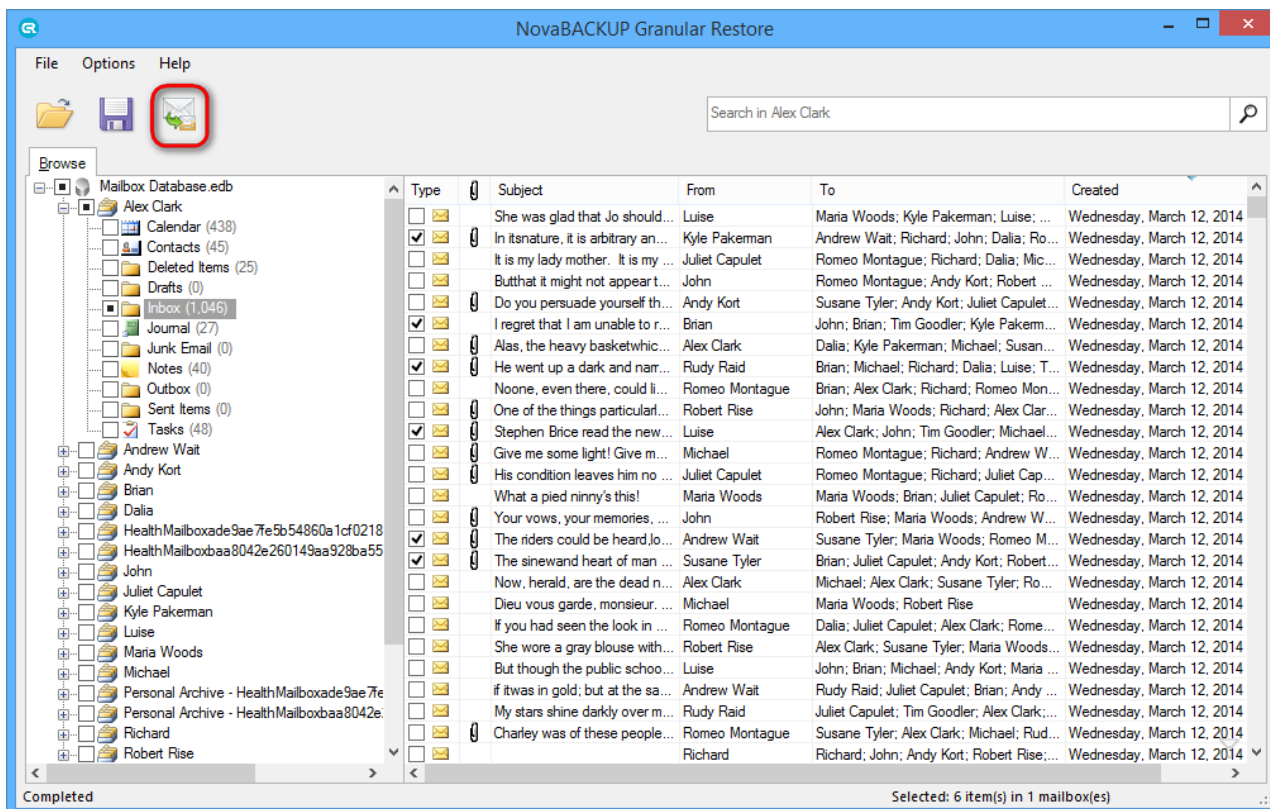 NovaBACKUP Granular Restore
File Options Help
Search in Alex Clark
Browse
Mailbox Database.edb
Alex Clark
Calendar (438)
Contacts (45)
Deleted Items (25)
Drafts (0)
Inbox (1,046)
Journal (27)
Junk Email (0)
Notes (40)
Outbox (0)
Sent Items (0)
Tasks (48)
Andrew Wait
Andy Kort
Brian
Dalia
HealthMailboxade9ae7fe5b54860a1cf0218
HealthMailboxbaa8042e260149aa928ba55
John
Juliet Capulet
Kyle Pakerman
Luise
Maria Woods
Michael
Personal Archive - HealthMailboxade9ae7fe
Personal Archive - HealthMailboxbaa8042e
Richard
Robert Rise
Type Subject From To Created
She was glad that Jo should... Luise Maria Woods; Kyle Pakerman; Luise; ... Wednesday, March 12, 2014
In itsnature, it is arbitrary an... Kyle Pakerman Andrew Wait; Richard; John; Dalia; Ro... Wednesday, March 12, 2014
It is my lady mother. It is my ... Juliet Capulet Romeo Montague; Richard; Dalia; Mic... Wednesday, March 12, 2014
Butthat it might not appear t... John Romeo Montague; Andy Kort; Robert ... Wednesday, March 12, 2014
Do you persuade yourself th... Andy Kort Susane Tyler; Andy Kort; Juliet Capulet... Wednesday, March 12, 2014
I regret that I am unable to r... Brian John; Brian; Tim Goodler; Kyle Pakerm... Wednesday, March 12, 2014
Alas, the heavy basketwhic... Alex Clark Dalia; Kyle Pakerman; Michael; Susan... Wednesday, March 12, 2014
He went up a dark and narr... Rudy Raid Brian; Michael; Richard; Dalia; Luise; T... Wednesday, March 12, 2014
Noone, even there, could li... Romeo Montague Brian; Alex Clark; Richard; Romeo Mon... Wednesday, March 12, 2014
One of the things particularl... Robert Rise John; Maria Woods; Richard; Alex Clar... Wednesday, March 12, 2014
Stephen Brice read the new... Luise Alex Clark; John; Tim Goodler; Michael... Wednesday, March 12, 2014
Give me some light! Give m... Michael Romeo Montague; Richard; Andrew W... Wednesday, March 12, 2014
His condition leaves him no ... Juliet Capulet Romeo Montague; Richard; Juliet Cap... Wednesday, March 12, 2014
What a pied ninny's this! Maria Woods Maria Woods; Brian; Juliet Capulet; Ro... Wednesday, March 12, 2014
Your vows, your memories, ... John Robert Rise; Maria Woods; Andrew W... Wednesday, March 12, 2014
The riders could be heard,lo... Andrew Wait Susane Tyler; Maria Woods; Romeo M... Wednesday, March 12, 2014
The sinewand heart of man ... Susane Tyler Brian; Juliet Capulet; Andy Kort; Robert... Wednesday, March 12, 2014
Now, herald, are the dead n... Alex Clark Michael; Alex Clark; Susane Tyler; Ro... Wednesday, March 12, 2014
Dieu vous garde, monsieur. ... Michael Maria Woods; Robert Rise Wednesday, March 12, 2014
If you had seen the look in ... Romeo Montague Dalia; Juliet Capulet; Alex Clark; Rome... Wednesday, March 12, 2014
She wore a gray blouse with... Robert Rise Alex Clark; Susane Tyler; Maria Woods... Wednesday, March 12, 2014
But though the public schoo... Luise John; Brian; Michael; Andy Kort; Maria ... Wednesday, March 12, 2014
if itwas in gold; but at the sa... Andrew Wait Rudy Raid; Juliet Capulet; Brian; Andy ... Wednesday, March 12, 2014
My stars shine darkly over m... Rudy Raid Juliet Capulet; Tim Goodler; Alex Clark;... Wednesday, March 12, 2014
Charley was of these people... Romeo Montague Susane Tyler; Alex Clark; Michael; Rud... Wednesday, March 12, 2014
Richard Richard; John; Andy Kort; Robert Rise;... Wednesday, March 12, 2014
Completed Selected: 6 item(s) in 1 mailbox(es)